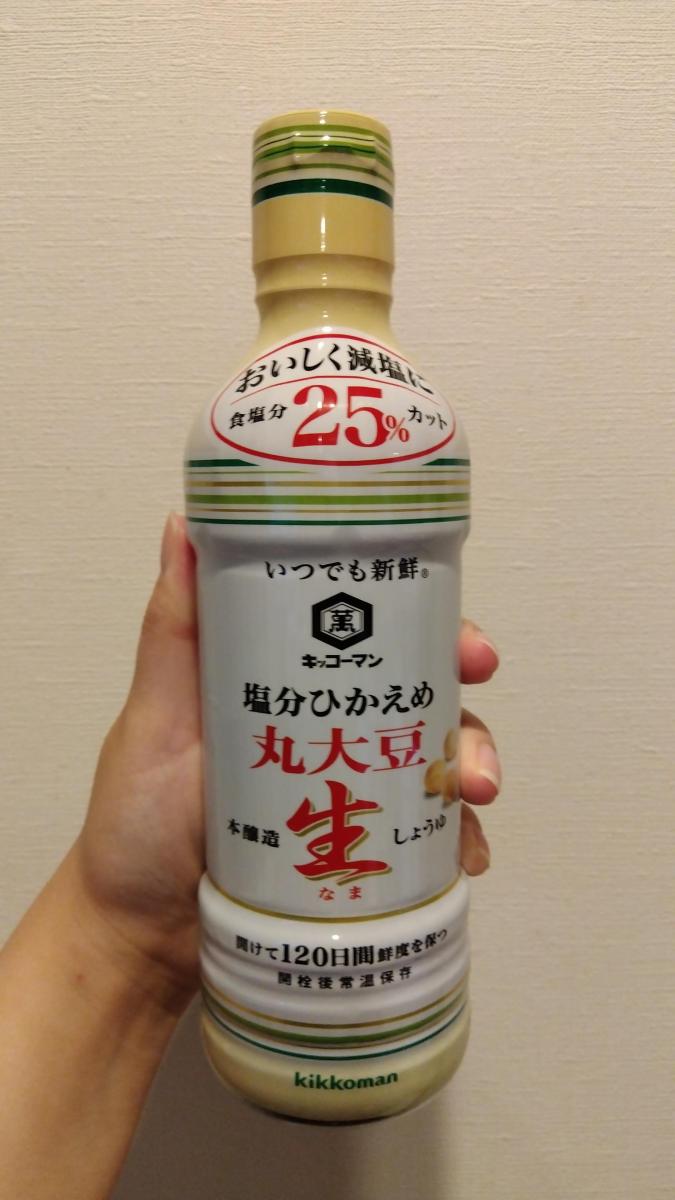 おいしく減塩に
食塩分25%カット
いつでも新鮮®
萬
キッコーマン
塩分ひかえめ
丸大豆
本醸造 生 しょうゆ
なま
開けて120日間鮮度を保つ
開栓後常温保存
kikkoman